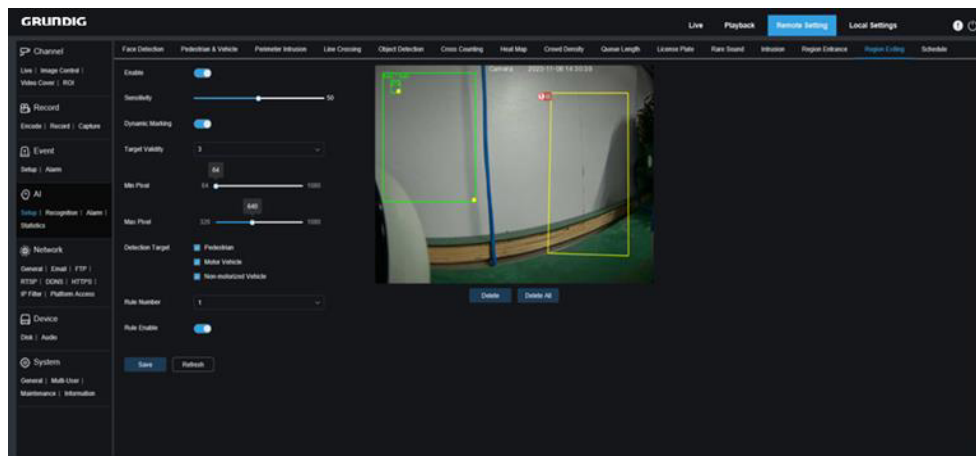 GRUNDIG
Live Playback Remote Setting Local Settings
Channel
Live | Image Control |
Video Cover | ROI
Record
Encode | Record | Capture
Event
Setup | Alarm
AI
Setup | Recognition | Alarm |
Statistics
Network
General | Email | FTP |
RTSP | DDNS | HTTPS |
IP Filter | Platform Access
Device
Disk | Audio
System
General | Multi-User |
Maintenance | Information
Face Detection Pedestrian & Vehicle Perimeter Intrusion Line Crossing Object Detection Cross Counting Heat Map Crowd Density Queue Length License Plate Rare Sound Intrusion Region Entrance Region Exiting Schedule
Enable
Sensitivity 50
Dynamic Marking
Target Validity 3
64
Min Pixel 64 1080
640
Max Pixel 320 1080
Detection Target Pedestrian
Motor Vehicle
Non-motorized Vehicle
Rule Number 1
Rule Enable
Save Refresh
Camera
Delete Delete All